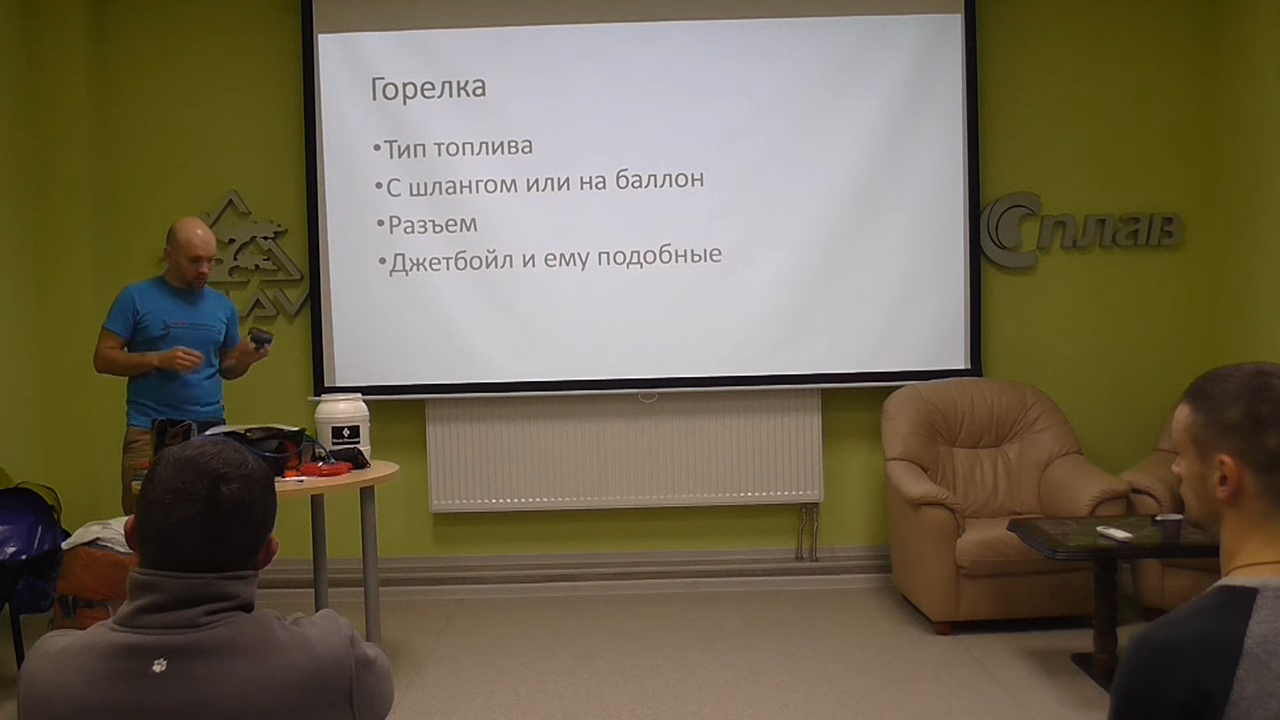 Горелка
•Тип топлива
•С шлангом или на баллон
•Разъем
•Джетбойл и ему подобные
Сплав